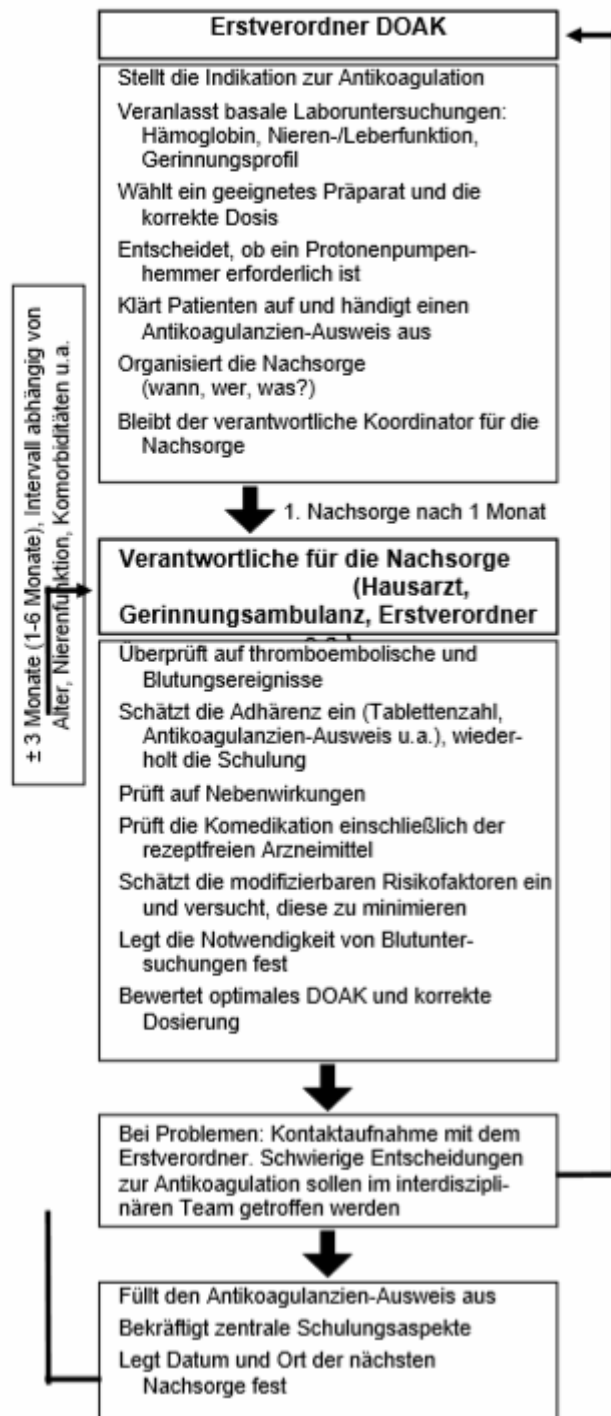 Erstverordner DOAK
Stellt die Indikation zur Antikoagulation
Veranlasst basale Laboruntersuchungen:
Hämoglobin, Nieren-/Leberfunktion,
Gerinnungsprofil
Wählt ein geeignetes Präparat und die
korrekte Dosis
Entscheidet, ob ein Protonenpumpen-
hemmer erforderlich ist
Klärt Patienten auf und händigt einen
Antikoagulanzien-Ausweis aus
Organisiert die Nachsorge
(wann, wer, was?)
Bleibt der verantwortliche Koordinator für die
Nachsorge
1. Nachsorge nach 1 Monat
± 3 Monate (1-6 Monate), Intervall abhängig von
Alter, Nierenfunktion, Komorbiditäten u.a.
Verantwortliche für die Nachsorge
(Hausarzt,
Gerinnungsambulanz, Erstverordner
Überprüft auf thromboembolische und
Blutungsereignisse
Schätzt die Adhärenz ein (Tablettenzahl,
Antikoagulanzien-Ausweis u.a.), wieder-
holt die Schulung
Prüft auf Nebenwirkungen
Prüft die Komedikation einschließlich der
rezeptfreien Arzneimittel
Schätzt die modifizierbaren Risikofaktoren ein
und versucht, diese zu minimieren
Legt die Notwendigkeit von Blutunter-
suchungen fest
Bewertet optimales DOAK und korrekte
Dosierung
Bei Problemen: Kontaktaufnahme mit dem
Erstverordner. Schwierige Entscheidungen
zur Antikoagulation sollen im interdiszipli-
nären Team getroffen werden
Füllt den Antikoagulanzien-Ausweis aus
Bekräftigt zentrale Schulungsaspekte
Legt Datum und Ort der nächsten
Nachsorge fest